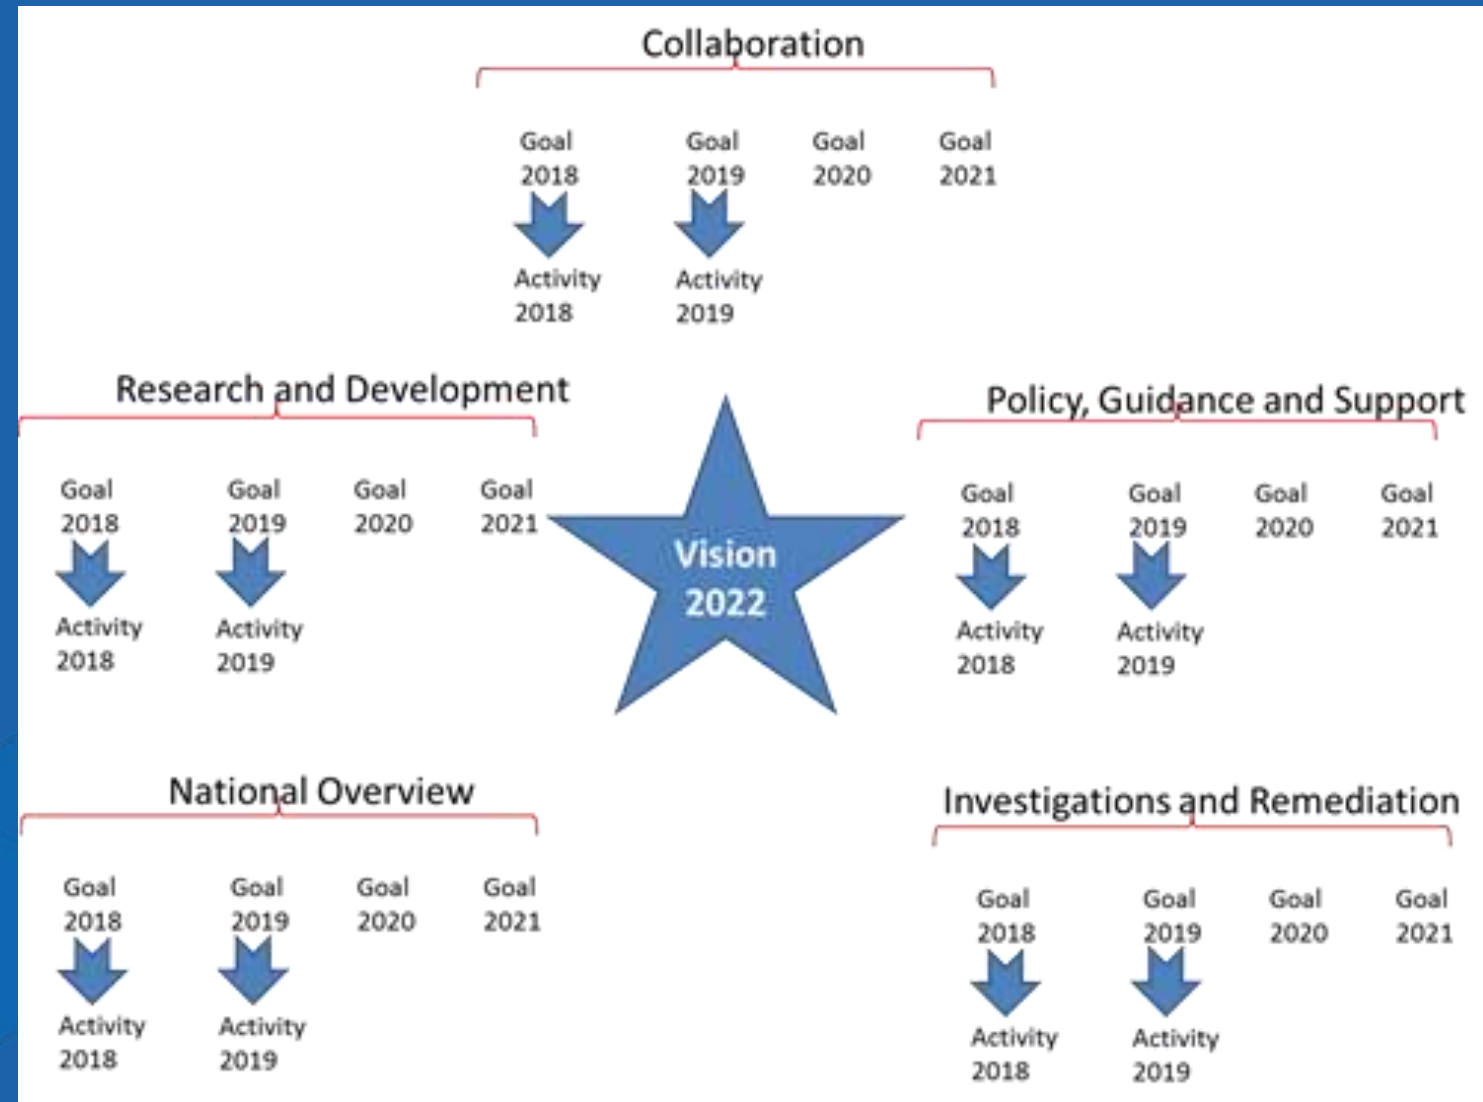 Collaboration
Goal Goal Goal Goal
2018 2019 2020 2021
Activity Activity
2018 2019
Research and Development
Goal Goal Goal Goal
2018 2019 2020 2021
Activity Activity
2018 2019
Vision
2022
Policy, Guidance and Support
Goal Goal Goal Goal
2018 2019 2020 2021
Activity Activity
2018 2019
National Overview
Goal Goal Goal Goal
2018 2019 2020 2021
Activity Activity
2018 2019
Investigations and Remediation
Goal Goal Goal Goal
2018 2019 2020 2021
Activity Activity
2018 2019